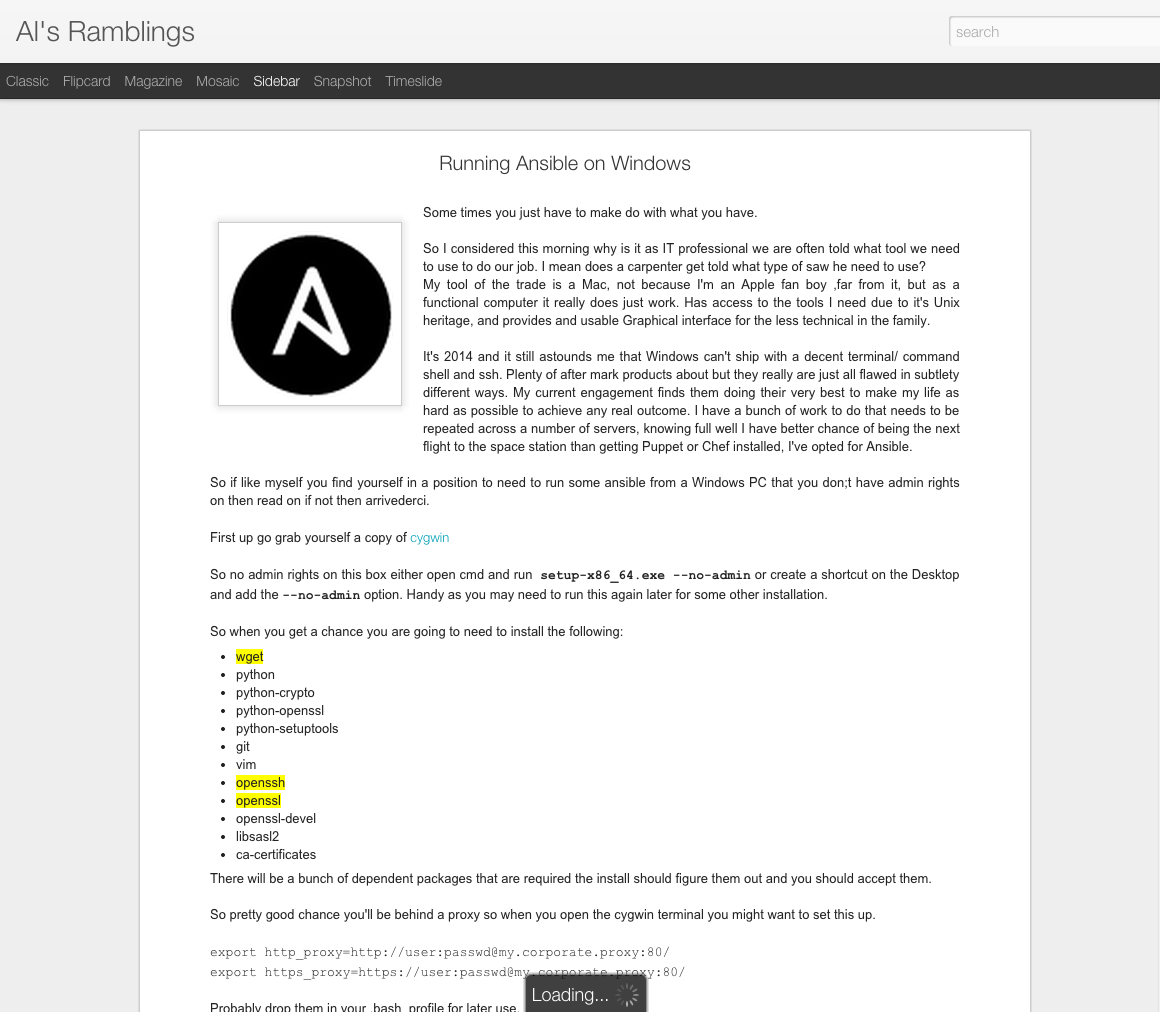 Al's Ramblings
search
Classic Flipcard Magazine Mosaic Sidebar Snapshot Timeslide
Running Ansible on Windows
Some times you just have to make do with what you have.
So I considered this morning why is it as IT professional we are often told what tool we need
to use to do our job. I mean does a carpenter get told what type of saw he need to use?
My tool of the trade is a Mac, not because I'm an Apple fan boy ,far from it, but as a
functional computer it really does just work. Has access to the tools I need due to it's Unix
heritage, and provides and usable Graphical interface for the less technical in the family.
It's 2014 and it still astounds me that Windows can't ship with a decent terminal/ command
shell and ssh. Plenty of after mark products about but they really are just all flawed in subtlety
different ways. My current engagement finds them doing their very best to make my life as
hard as possible to achieve any real outcome. I have a bunch of work to do that needs to be
repeated across a number of servers, knowing full well I have better chance of being the next
flight to the space station than getting Puppet or Chef installed, I've opted for Ansible.
So if like myself you find yourself in a position to need to run some ansible from a Windows PC that you don;t have admin rights
on then read on if not then arrivederci.
First up go grab yourself a copy of cygwin
So no admin rights on this box either open cmd and run setup-x86_64.exe --no-admin or create a shortcut on the Desktop
and add the --no-admin option. Handy as you may need to run this again later for some other installation.
So when you get a chance you are going to need to install the following:
• wget
• python
• python-crypto
• python-openssl
• python-setuptools
• git
• vim
• openssh
• openssl
• openssl-devel
• libsasl2
• ca-certificates
There will be a bunch of dependent packages that are required the install should figure them out and you should accept them.
So pretty good chance you'll be behind a proxy so when you open the cygwin terminal you might want to set this up.
export http_proxy=http://user:passwd@my.corporate.proxy:80/
export https_proxy=https://user:passwd@my.corporate.proxy:80/
Probably drop them in your .bash_profile for later use.
Loading...